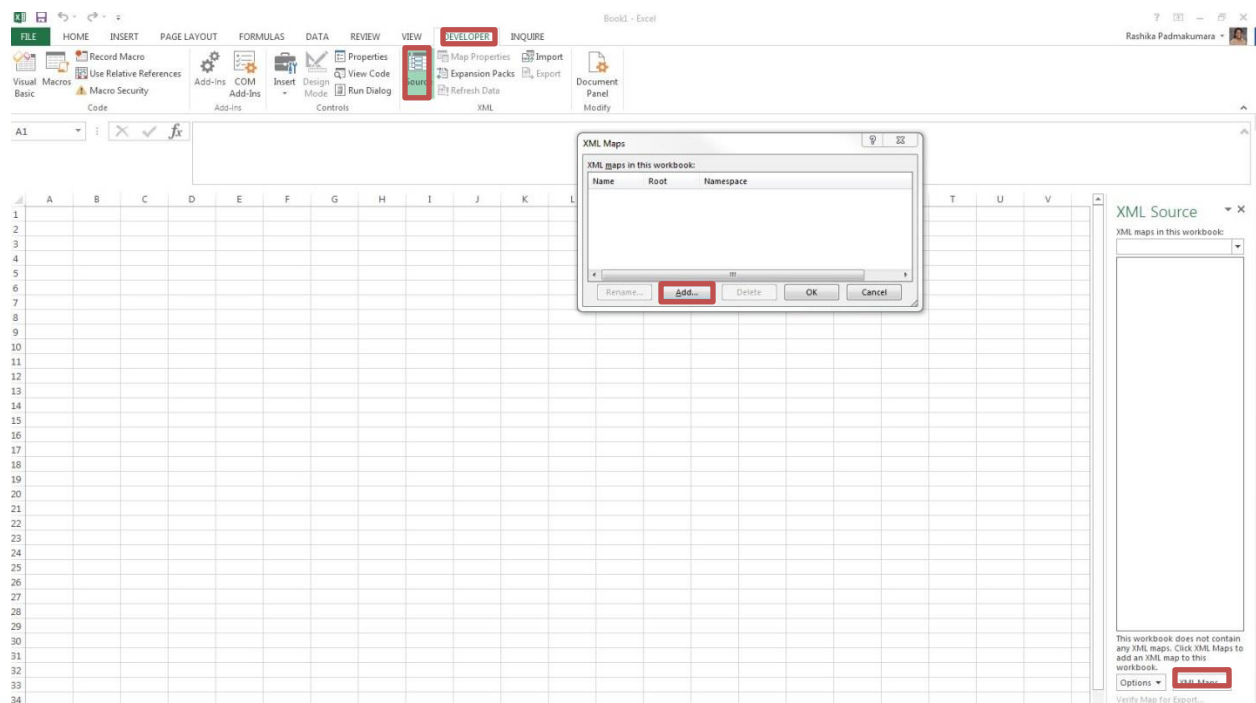 Book1 - Excel
FILE HOME INSERT PAGE LAYOUT FORMULAS DATA REVIEW VIEW DEVELOPER INQUIRE
Rashika Padmakumara
Visual Basic
Macros
Record Macro
Use Relative References
Macro Security
Code
Add-Ins
COM Add-Ins
Add-Ins
Insert
Design Mode
Properties
View Code
Run Dialog
Controls
Source
Map Properties
Expansion Packs
Refresh Data
Import
Export
XML
Document Panel
Modify
A1
fx
XML Maps
XML maps in this workbook:
Name Root Namespace
Rename... Add... Delete OK Cancel
A B C D E F G H I J K L T U V
1
2
3
4
5
6
7
8
9
10
11
12
13
14
15
16
17
18
19
20
21
22
23
24
25
26
27
28
29
30
31
32
33
34
XML Source
XML maps in this workbook:
This workbook does not contain
any XML maps. Click XML Maps to
add an XML map to this
workbook.
Options XML Maps...
Verify Map for Export...